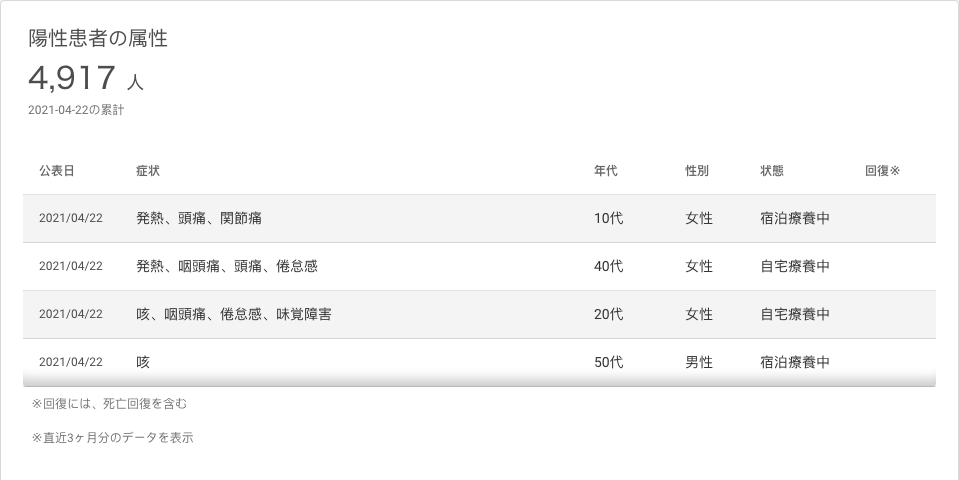 陽性患者の属性
4,917 人
2021-04-22の累計
公表日 症状 年代 性別 状態 回復※
2021/04/22 発熱、頭痛、関節痛 10代 女性 宿泊療養中
2021/04/22 発熱、咽頭痛、頭痛、倦怠感 40代 女性 自宅療養中
2021/04/22 咳、咽頭痛、倦怠感、味覚障害 20代 女性 自宅療養中
2021/04/22 咳 50代 男性 宿泊療養中
※回復には、死亡回復を含む
※直近3ヶ月分のデータを表示